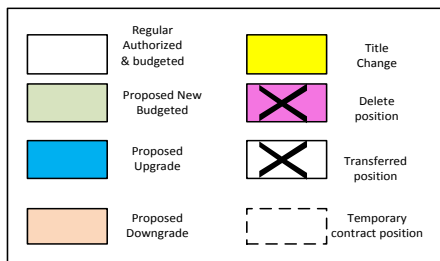 Regular
Authorized
& budgeted
Title
Change
Proposed New
Budgeted
Delete
position
Proposed
Upgrade
Transferred
position
Proposed
Downgrade
Temporary
contract position